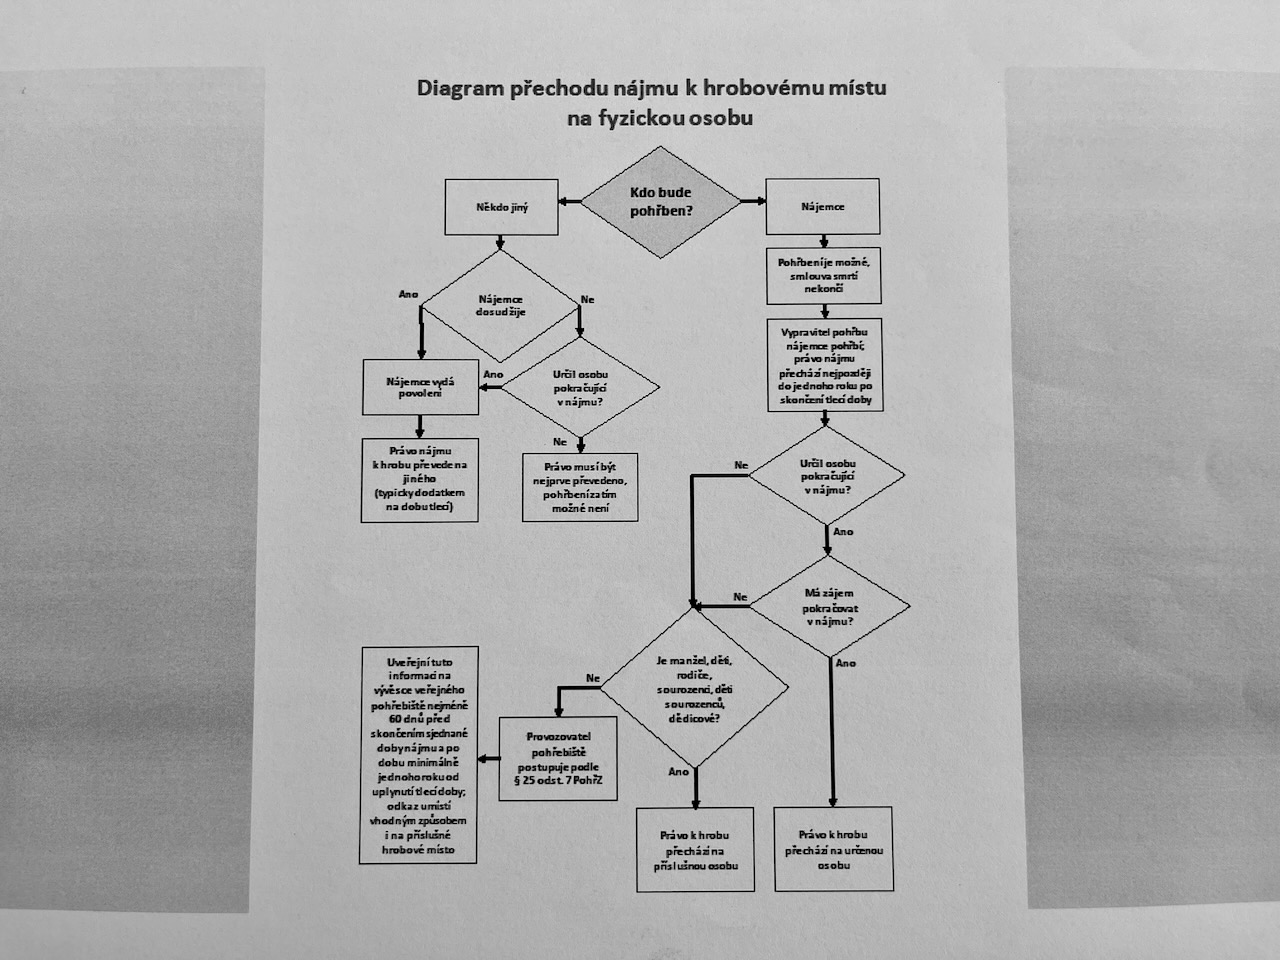 Diagram přechodu nájmu k hrobovému místu
na fyzickou osobu
Kdo bude
pohřben?
Někdo jiný
Nájemce
Pohřbení je možné,
smlouva smrtí
nekončí
Ano
Nájemce
dosud žije
Ne
Vypravitel pohřbu
nájemce pohřbí;
právo nájmu
přechází nejpozději
do jednoho roku po
skončení tlecí doby
Nájemce vydá
povolení
Ano
Určil osobu
pokračující
v nájmu?
Ne
Právo nájmu
k hrobu převede na
jiného
(typicky dodatkem
na dobu tlecí)
Právo musí být
nejprve převedeno,
pohřbení zatím
možné není
Ne
Určil osobu
pokračující
v nájmu?
Ano
Ne
Má zájem
pokračovat
v nájmu?
Ano
Je manžel, děti,
rodiče,
sourozenci, děti
sourozenců,
dědicové?
Ne
Ano
Uveřejní tuto
informaci na
vývěsce veřejného
pohřebiště nejméně
60 dnů před
skončením sjednané
doby nájmu a po
dobu minimálně
jednoho roku od
uplynutí tlecí doby;
odkaz umístí
vhodným způsobem
i na příslušné
hrobové místo
Provozovatel
pohřebiště
postupuje podle
§ 25 odst. 7 PohřZ
Právo k hrobu
přechází na
příslušnou osobu
Právo k hrobu
přechází na určenou
osobu